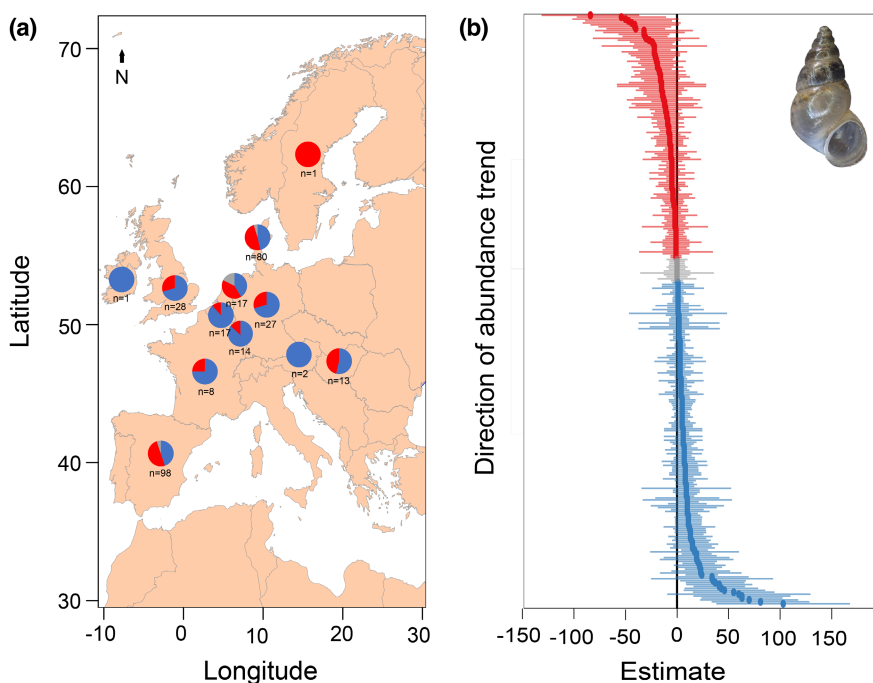 (a)
70
60
50
40
30
Latitude
N
n=1
n=80
n=1
n=28
n=17
n=27
n=17
n=14
n=2
n=13
n=8
n=98
-10
0
10
20
30
Longitude
(b)
Direction of abundance trend
-150
-100
-50
0
50
100
150
Estimate